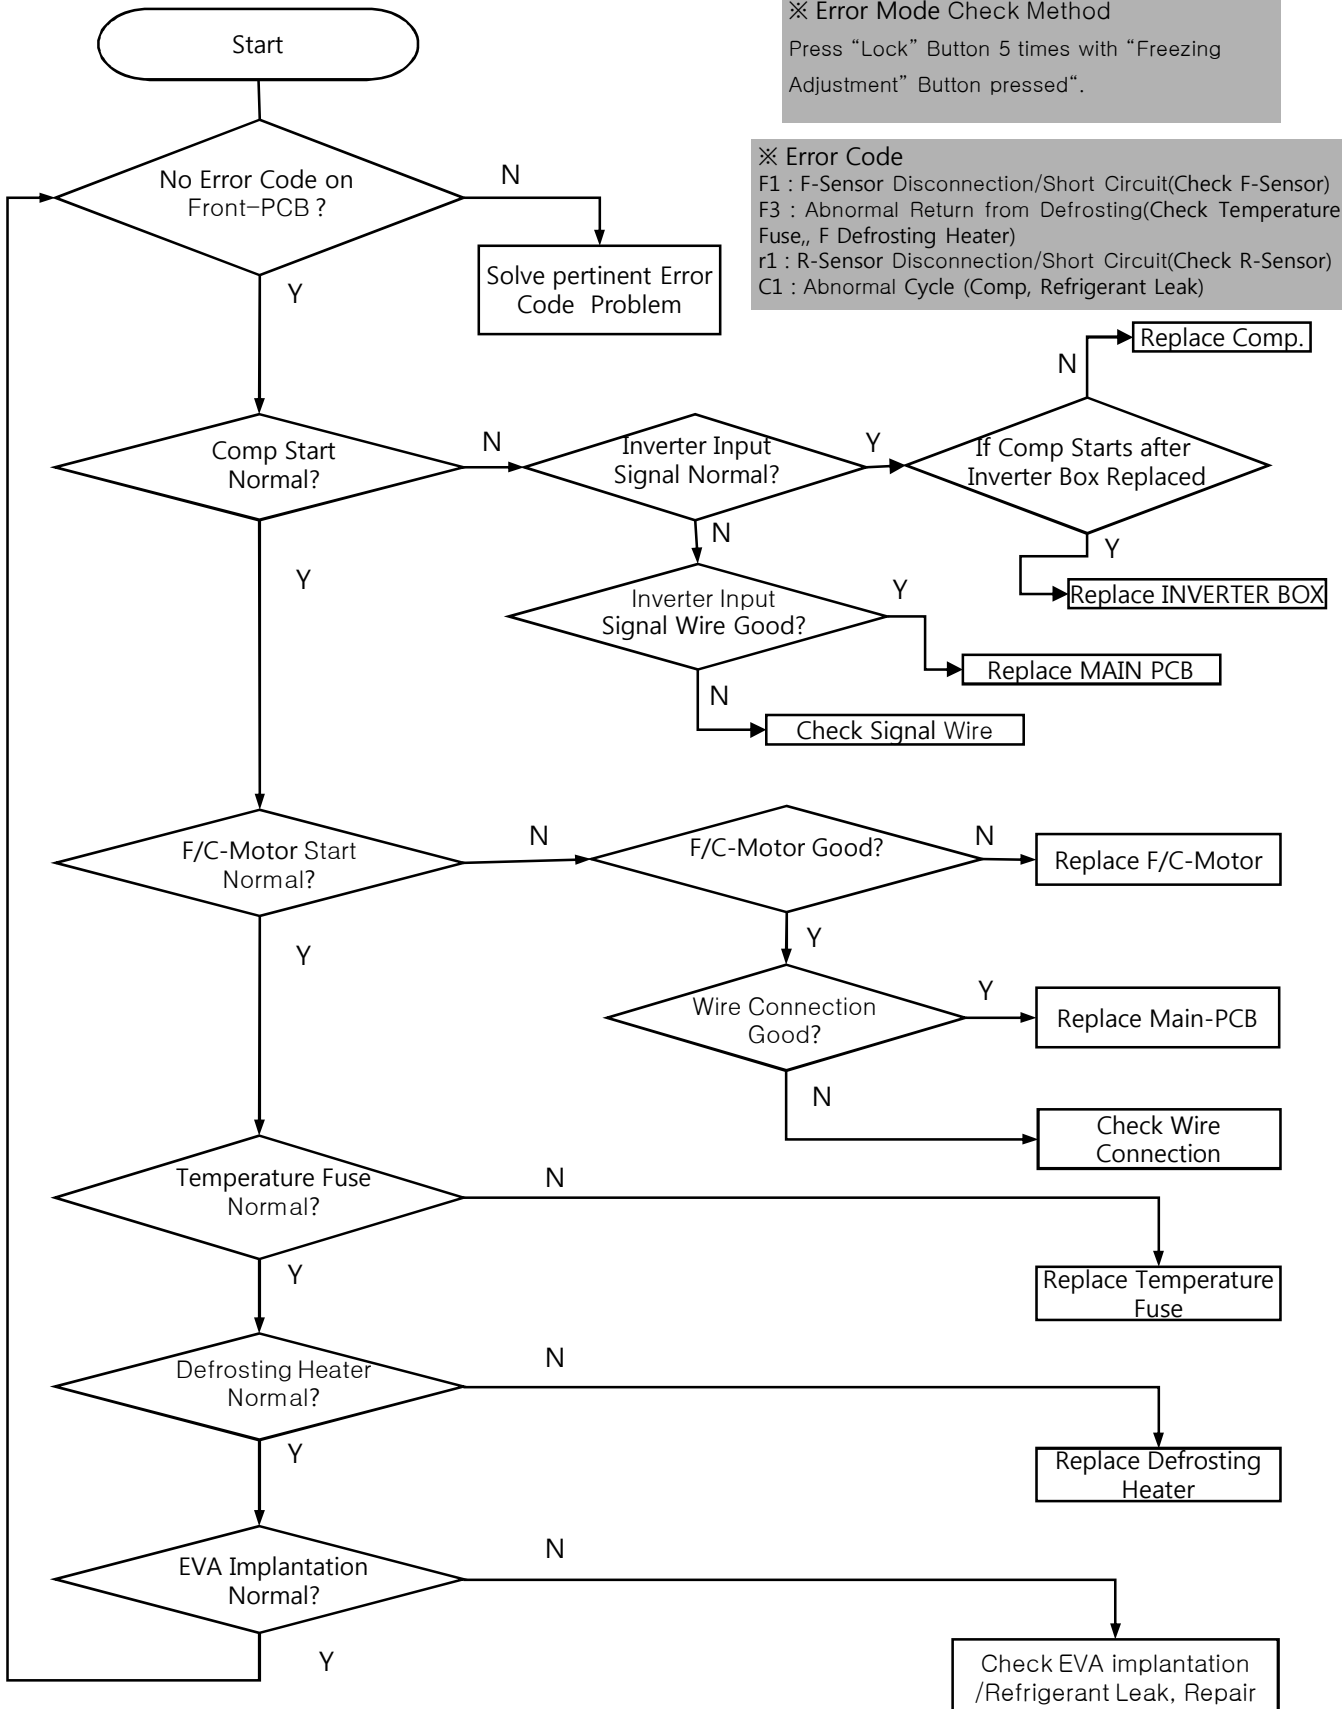 Start
※ Error Mode Check Method
Press “Lock” Button 5 times with “Freezing
Adjustment” Button pressed“.
※ Error Code
F1 : F-Sensor Disconnection/Short Circuit(Check F-Sensor)
F3 : Abnormal Return from Defrosting(Check Temperature
Fuse,, F Defrosting Heater)
r1 : R-Sensor Disconnection/Short Circuit(Check R-Sensor)
C1 : Abnormal Cycle (Comp, Refrigerant Leak)
No Error Code on
Front-PCB ?
N
Solve pertinent Error
Code Problem
Y
Comp Start
Normal?
N
Inverter Input
Signal Normal?
Y
If Comp Starts after
Inverter Box Replaced
N
Replace Comp.
Y
Replace INVERTER BOX
N
Inverter Input
Signal Wire Good?
Y
Replace MAIN PCB
N
Check Signal Wire
Y
F/C-Motor Start
Normal?
N
F/C-Motor Good?
N
Replace F/C-Motor
Y
Wire Connection
Good?
Y
Replace Main-PCB
N
Check Wire
Connection
Y
Temperature Fuse
Normal?
N
Replace Temperature
Fuse
Y
Defrosting Heater
Normal?
N
Replace Defrosting
Heater
Y
EVA Implantation
Normal?
N
Check EVA implantation
/Refrigerant Leak, Repair
Y